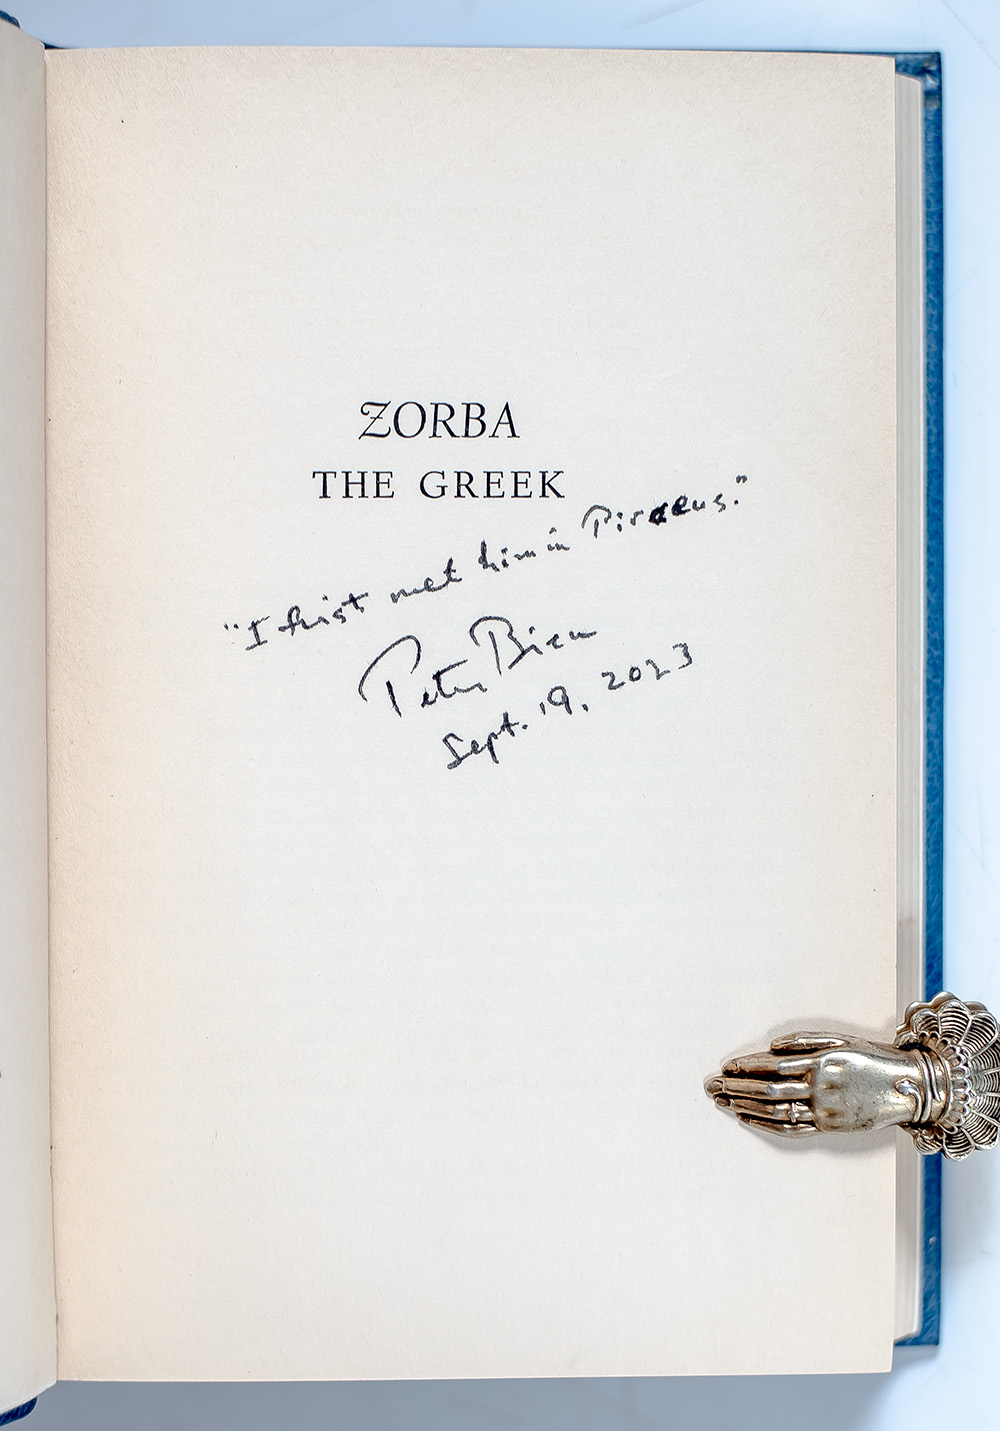 ZORBA
THE GREEK
"I first met him in Piraeus."
Peter Bien
Sept. 19, 2023